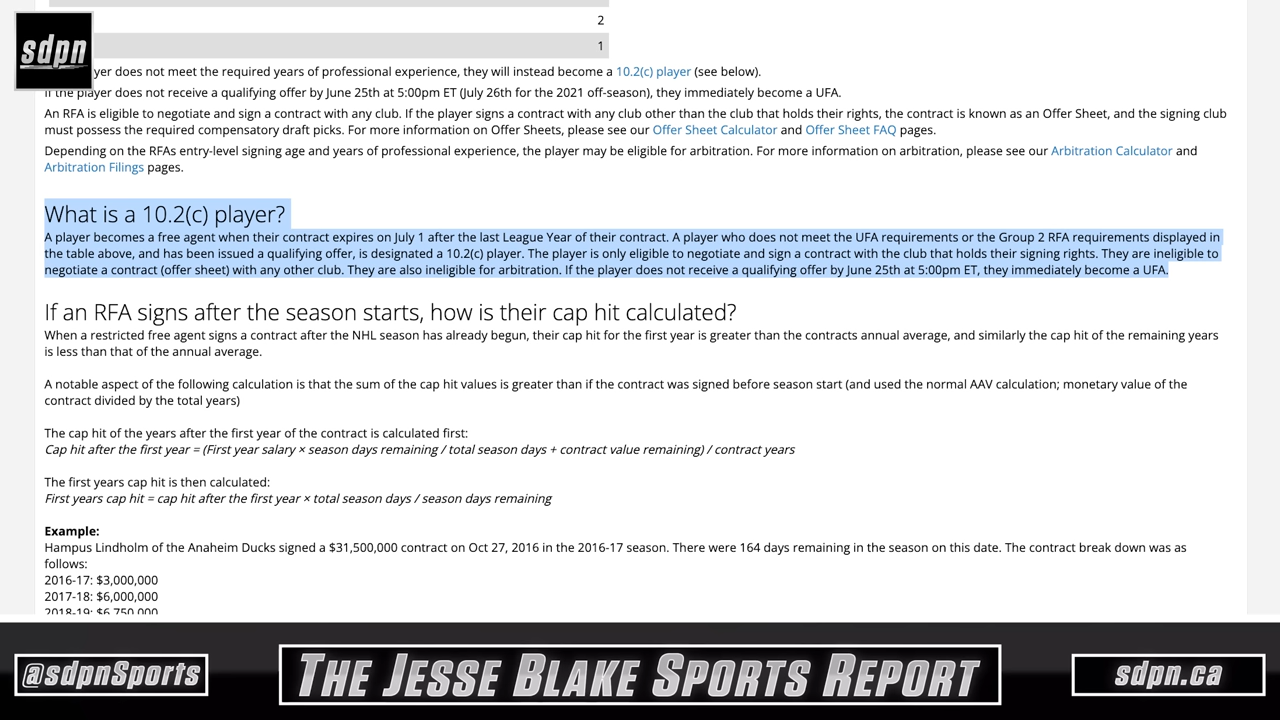 sdpn
2
1
yer does not meet the required years of professional experience, they will instead become a 10.2(c) player (see below).
If the player does not receive a qualifying offer by June 25th at 5:00pm ET (July 26th for the 2021 off-season), they immediately become a UFA.
An RFA is eligible to negotiate and sign a contract with any club. If the player signs a contract with any club other than the club that holds their rights, the contract is known as an Offer Sheet, and the signing club
must possess the required compensatory draft picks. For more information on Offer Sheets, please see our Offer Sheet Calculator and Offer Sheet FAQ pages.
Depending on the RFAs entry-level signing age and years of professional experience, the player may be eligible for arbitration. For more information on arbitration, please see our Arbitration Calculator and
Arbitration Filings pages.
What is a 10.2(c) player?
A player becomes a free agent when their contract expires on July 1 after the last League Year of their contract. A player who does not meet the UFA requirements or the Group 2 RFA requirements displayed in
the table above, and has been issued a qualifying offer, is designated a 10.2(c) player. The player is only eligible to negotiate and sign a contract with the club that holds their signing rights. They are ineligible to
negotiate a contract (offer sheet) with any other club. They are also ineligible for arbitration. If the player does not receive a qualifying offer by June 25th at 5:00pm ET, they immediately become a UFA.
If an RFA signs after the season starts, how is their cap hit calculated?
When a restricted free agent signs a contract after the NHL season has already begun, their cap hit for the first year is greater than the contracts annual average, and similarly the cap hit of the remaining years
is less than that of the annual average.
A notable aspect of the following calculation is that the sum of the cap hit values is greater than if the contract was signed before season start (and used the normal AAV calculation; monetary value of the
contract divided by the total years)
The cap hit of the years after the first year of the contract is calculated first:
Cap hit after the first year = (First year salary × season days remaining / total season days + contract value remaining) / contract years
The first years cap hit is then calculated:
First years cap hit = cap hit after the first year × total season days / season days remaining
Example:
Hampus Lindholm of the Anaheim Ducks signed a $31,500,000 contract on Oct 27, 2016 in the 2016-17 season. There were 164 days remaining in the season on this date. The contract break down was as
follows:
2016-17: $3,000,000
2017-18: $6,000,000
2018-19: $6,750,000
@sdpnSports
THE JESSE BLAKE SPORTS REPORT
sdpn.ca